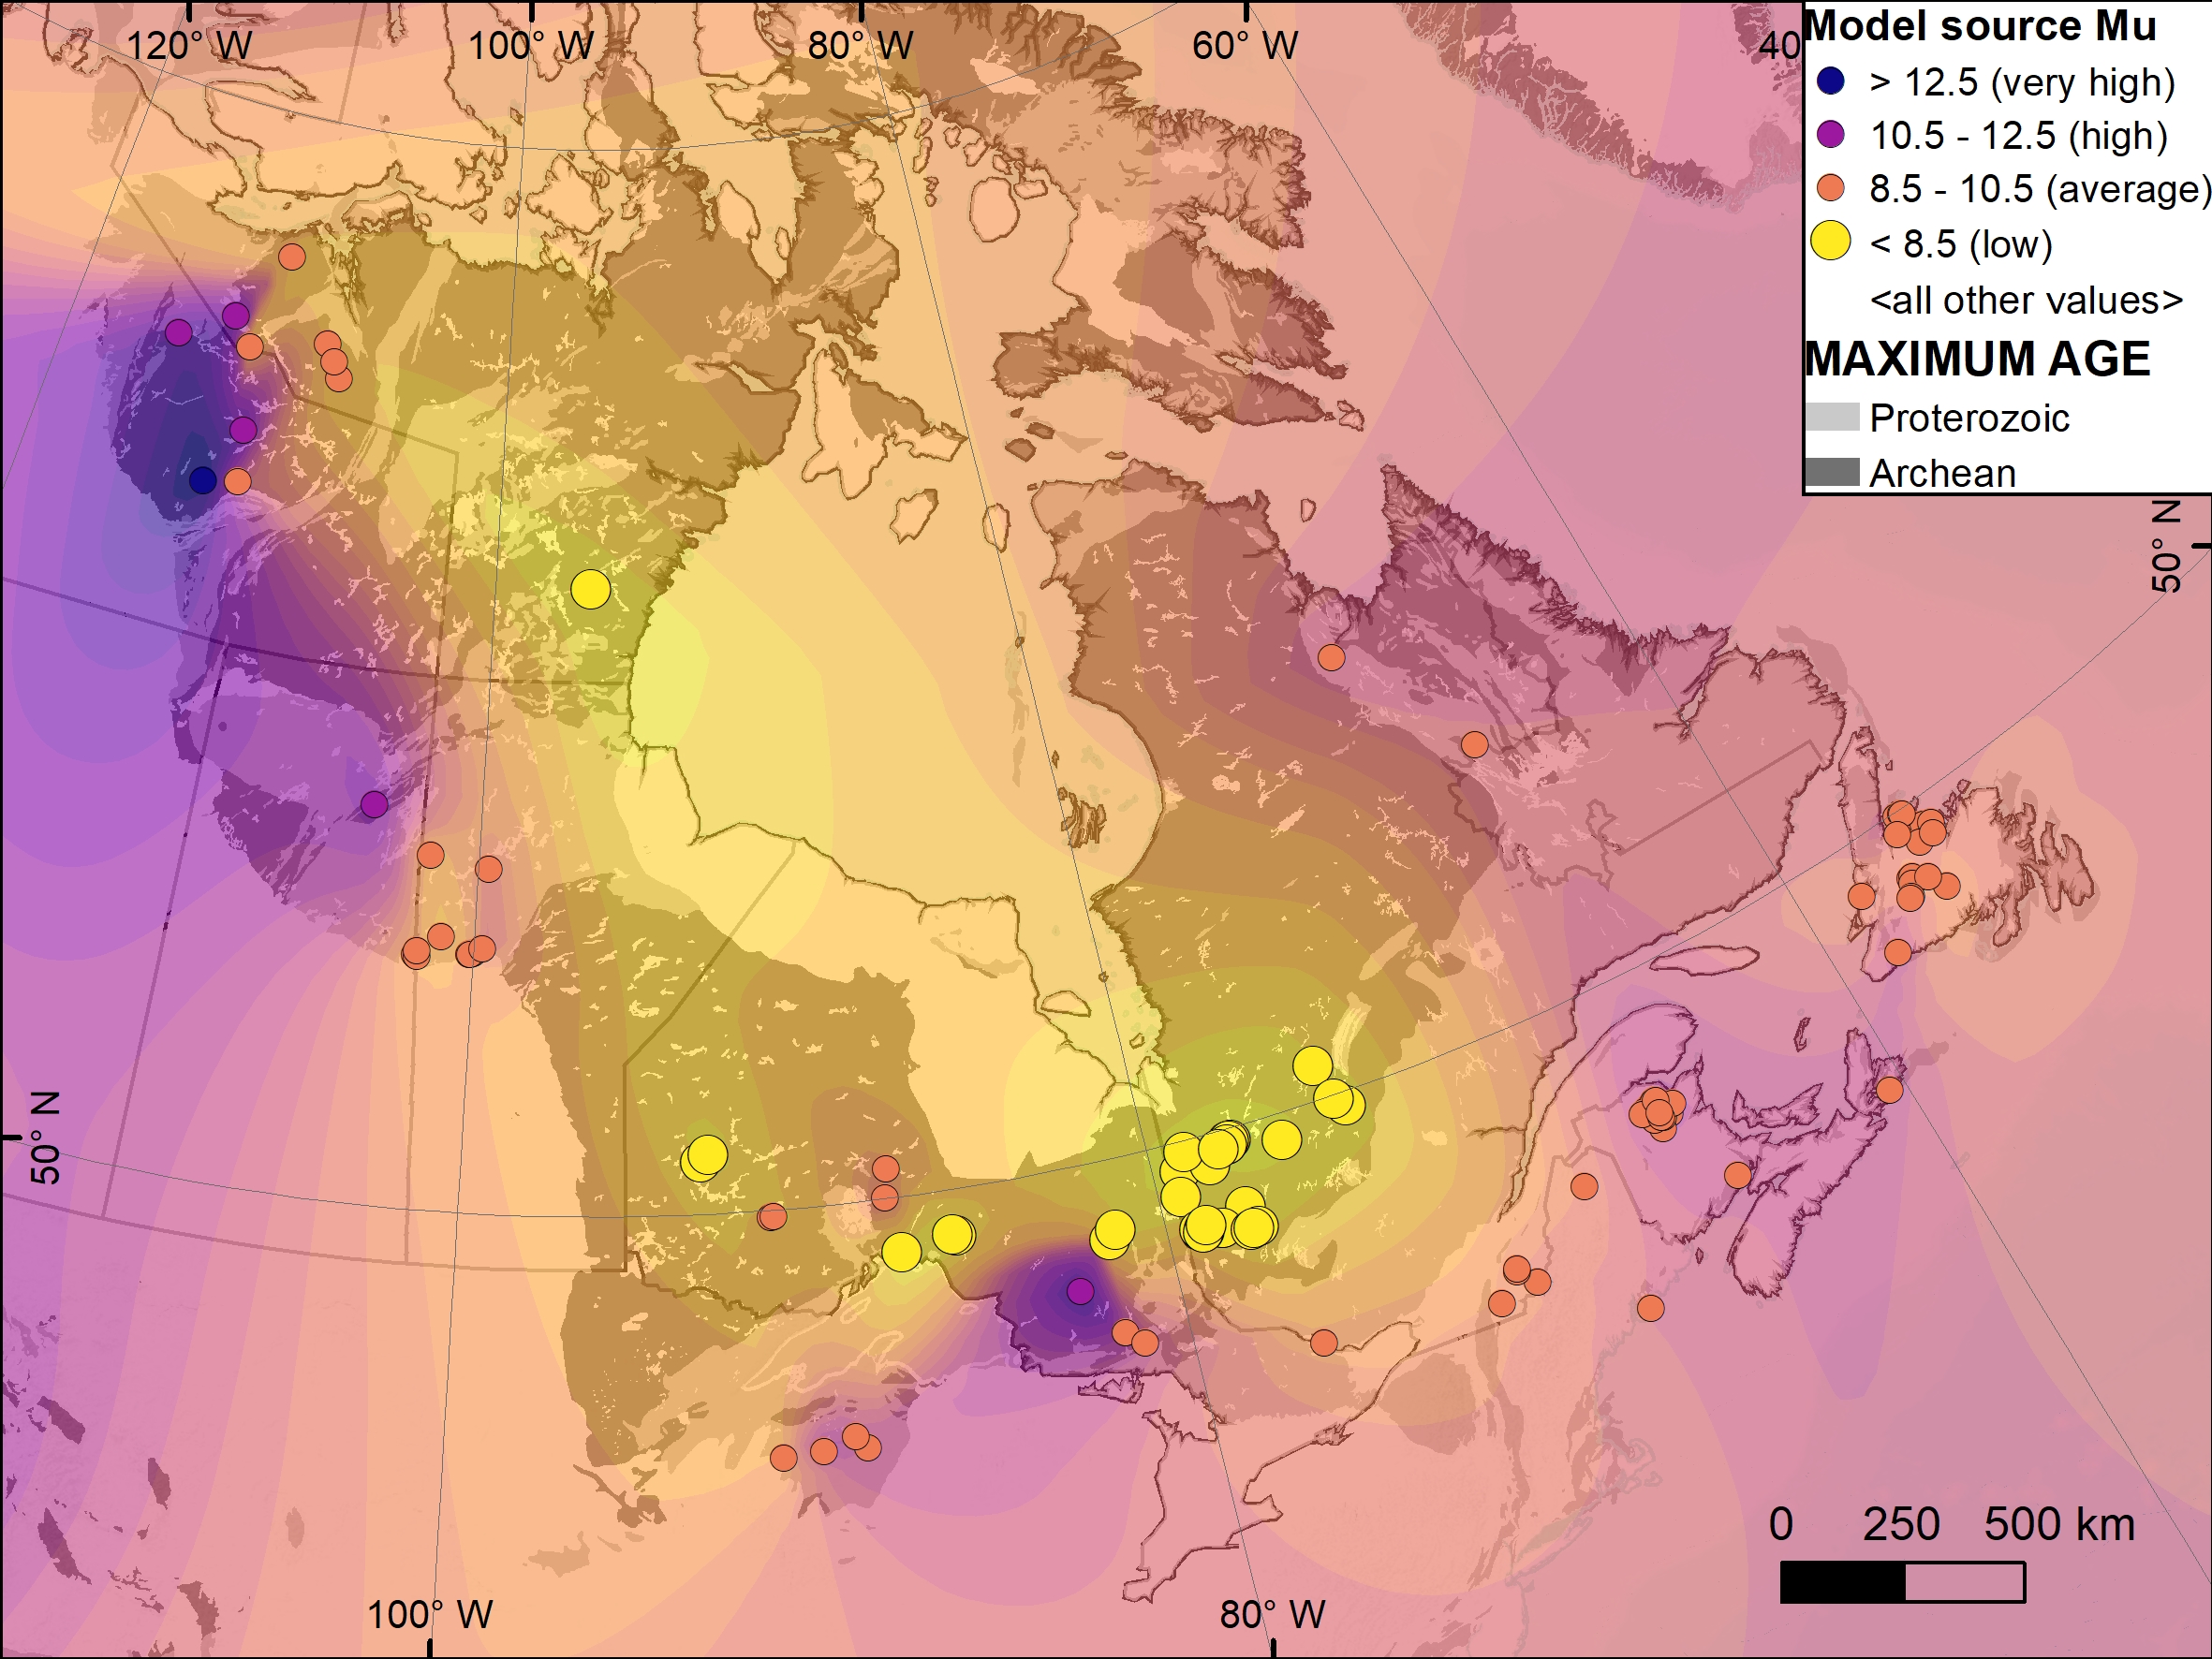 120° W
100° W
80° W
60° W
40
Model source Mu
> 12.5 (very high)
10.5 - 12.5 (high)
8.5 - 10.5 (average)
< 8.5 (low)
<all other values>
MAXIMUM AGE
Proterozoic
Archean
50° N
50° N
0 250 500 km
100° W
80° W